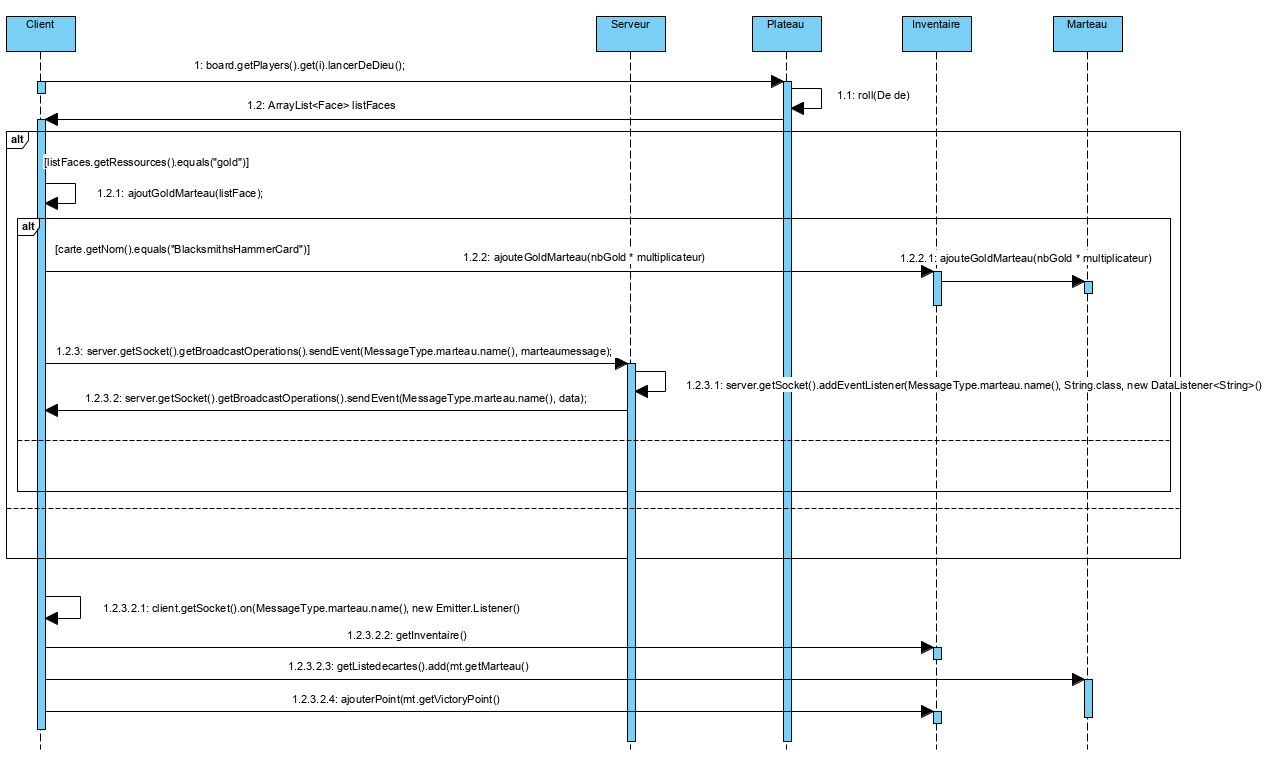 Client
Serveur
Plateau
Inventaire
Marteau
1: board.getPlayers().get(i).lancerDeDieu();
1.1: roll(De de)
1.2: ArrayList<Face> listFaces
alt
[listFaces.getRessources().equals("gold")]
1.2.1: ajoutGoldMarteau(listFace);
alt
[carte.getNom().equals("BlacksmithsHammerCard")]
1.2.2: ajouteGoldMarteau(nbGold * multiplicateur)
1.2.2.1: ajouteGoldMarteau(nbGold * multiplicateur)
1.2.3: server.getSocket().getBroadcastOperations().sendEvent(MessageType.marteau.name(), marteaumessage);
1.2.3.1: server.getSocket().addEventListener(MessageType.marteau.name(), String.class, new DataListener<String>()
1.2.3.2: server.getSocket().getBroadcastOperations().sendEvent(MessageType.marteau.name(), data);
1.2.3.2.1: client.getSocket().on(MessageType.marteau.name(), new Emitter.Listener()
1.2.3.2.2: getInventaire()
1.2.3.2.3: getListedecartes().add(mt.getMarteau()
1.2.3.2.4: ajouterPoint(mt.getVictoryPoint()